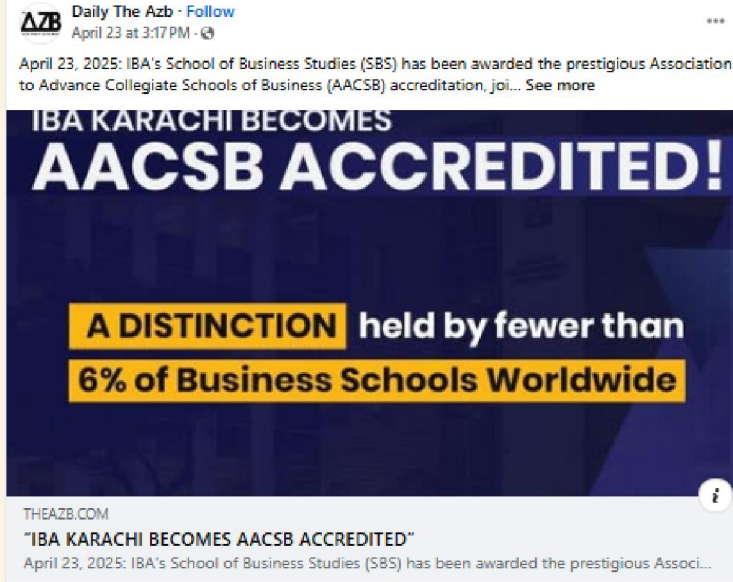 AZB Daily The Azb · Follow
April 23 at 3:17 PM ·
April 23, 2025: IBA's School of Business Studies (SBS) has been awarded the prestigious Association
to Advance Collegiate Schools of Business (AACSB) accreditation, joi... See more
IBA KARACHI BECOMES
AACSB ACCREDITED!
A DISTINCTION held by fewer than
6% of Business Schools Worldwide
THEAZB.COM
"IBA KARACHI BECOMES AACSB ACCREDITED"
April 23, 2025: IBA's School of Business Studies (SBS) has been awarded the prestigious Associ...